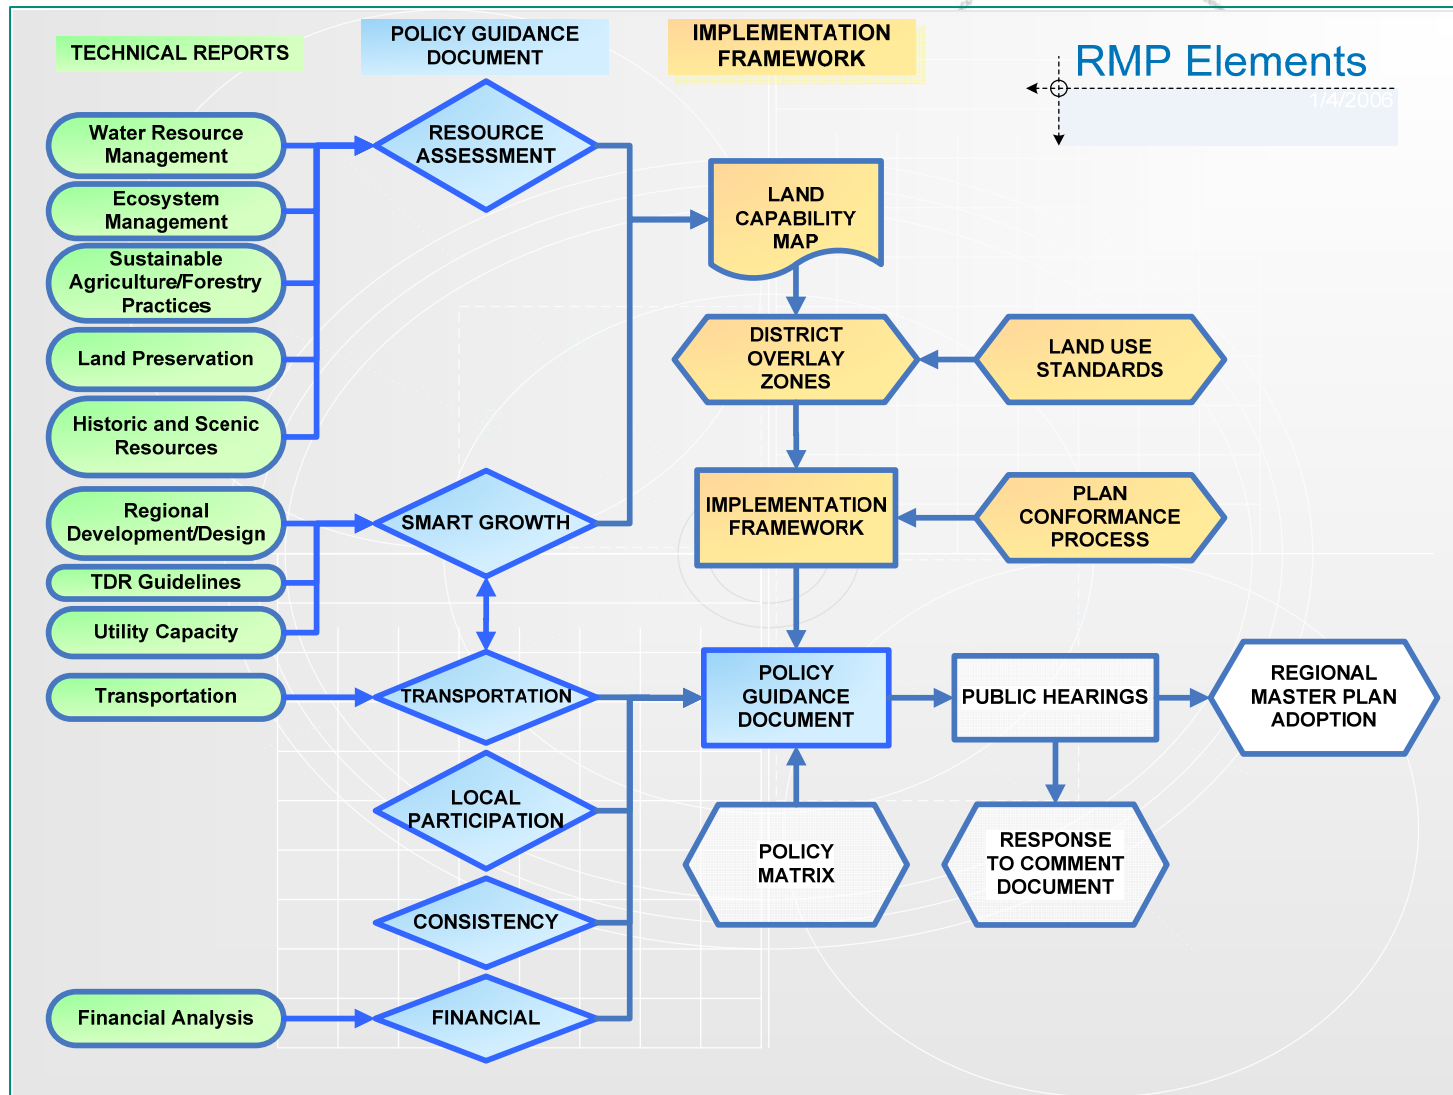 TECHNICAL REPORTS
POLICY GUIDANCE
DOCUMENT
IMPLEMENTATION
FRAMEWORK
RMP Elements
1/4/2006
Water Resource
Management
Ecosystem
Management
Sustainable
Agriculture/Forestry
Practices
Land Preservation
Historic and Scenic
Resources
Regional
Development/Design
TDR Guidelines
Utility Capacity
Transportation
Financial Analysis
RESOURCE
ASSESSMENT
SMART GROWTH
TRANSPORTATION
LOCAL
PARTICIPATION
CONSISTENCY
FINANCIAL
LAND
CAPABILITY
MAP
DISTRICT
OVERLAY
ZONES
LAND USE
STANDARDS
IMPLEMENTATION
FRAMEWORK
PLAN
CONFORMANCE
PROCESS
POLICY
GUIDANCE
DOCUMENT
PUBLIC HEARINGS
REGIONAL
MASTER PLAN
ADOPTION
POLICY
MATRIX
RESPONSE
TO COMMENT
DOCUMENT